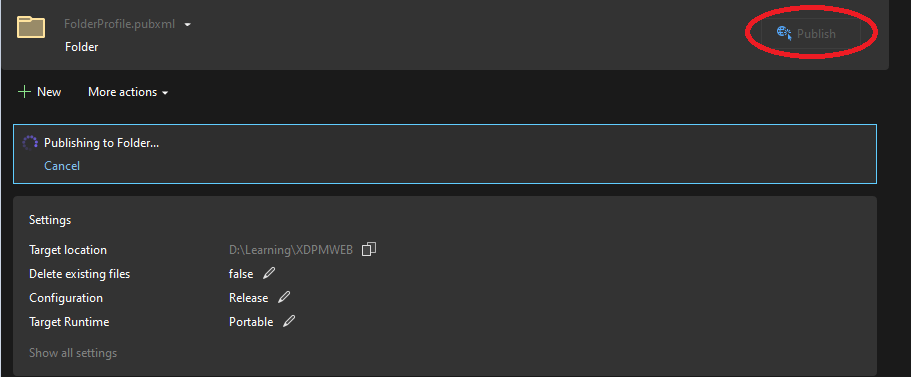 FolderProfile.pubxml
Folder
Publish
New More actions
Publishing to Folder...
Cancel
Settings
Target location D:\Learning\XDPMWEB
Delete existing files false
Configuration Release
Target Runtime Portable
Show all settings